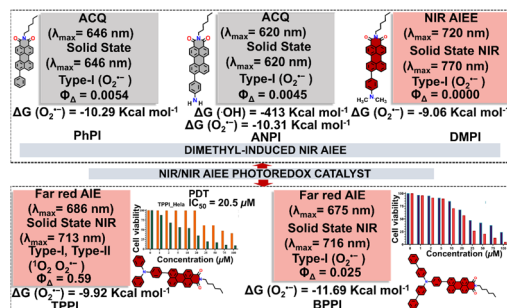 ACQ
(λmax= 646 nm)
Solid State
(λmax= 646 nm)
Type-I (O₂•−)
ΦΔ = 0.0054
ΔG (O₂•−) = -10.29 Kcal mol⁻¹
PhPI
ACQ
(λmax= 620 nm)
Solid State
(λmax= 620 nm)
Type-I (O₂•−)
ΦΔ = 0.0045
NH₂
ΔG (·OH) = -413 Kcal mol⁻¹
ΔG (O₂•−) = -10.31 Kcal mol⁻¹
ANPI
NIR AIEE
(λmax= 720 nm)
Solid State NIR
(λmax= 770 nm)
Type-I (O₂•−)
ΦΔ = 0.0000
H₃C N CH₃
ΔG (O₂•−) = -9.06 Kcal mol⁻¹
DMPI
DIMETHYL-INDUCED NIR AIEE
NIR/NIR AIEE PHOTOREDOX CATALYST
Far red AIE
(λmax= 686 nm)
Solid State NIR
(λmax = 713 nm)
Type-I, Type-II
(¹O₂ O₂•−)
ΦΔ = 0.59
ΔG (O₂•−) = -9.92 Kcal mol⁻¹
TPPI
PDT
IC₅₀ = 20.5 μM
TPPI_Hela
Cell viability
Concentration (μM)
Far red AIE
(λmax= 675 nm)
Solid State NIR
(λmax = 716 nm)
Type-I (O₂•−)
ΦΔ = 0.025
ΔG (O₂•−) = -11.69 Kcal mol⁻¹
BPPI
Cell viability
Concentration (μM)